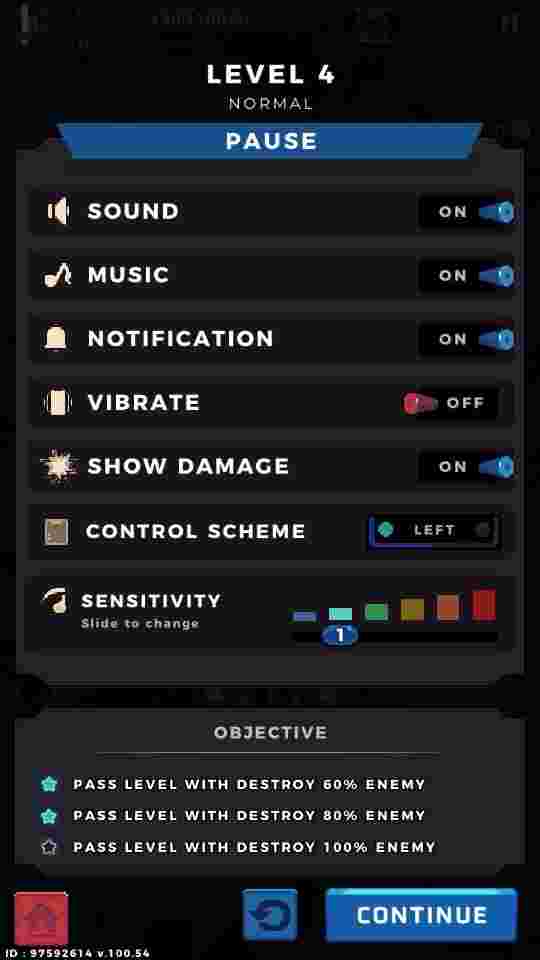 LEVEL 4
NORMAL
PAUSE
SOUND ON
MUSIC ON
NOTIFICATION ON
VIBRATE OFF
SHOW DAMAGE ON
CONTROL SCHEME LEFT
SENSITIVITY
Slide to change
1
OBJECTIVE
PASS LEVEL WITH DESTROY 60% ENEMY
PASS LEVEL WITH DESTROY 80% ENEMY
PASS LEVEL WITH DESTROY 100% ENEMY
CONTINUE
ID : 97592614 v.100.54